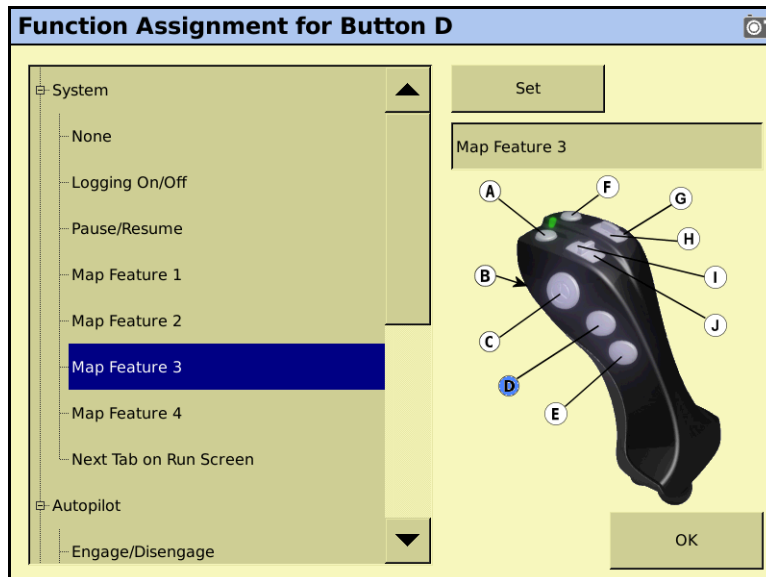 Function Assignment for Button D
System
None
Logging On/Off
Pause/Resume
Map Feature 1
Map Feature 2
Map Feature 3
Map Feature 4
Next Tab on Run Screen
Autopilot
Engage/Disengage
Set
Map Feature 3
A
F
G
H
B
I
J
C
D
E
OK